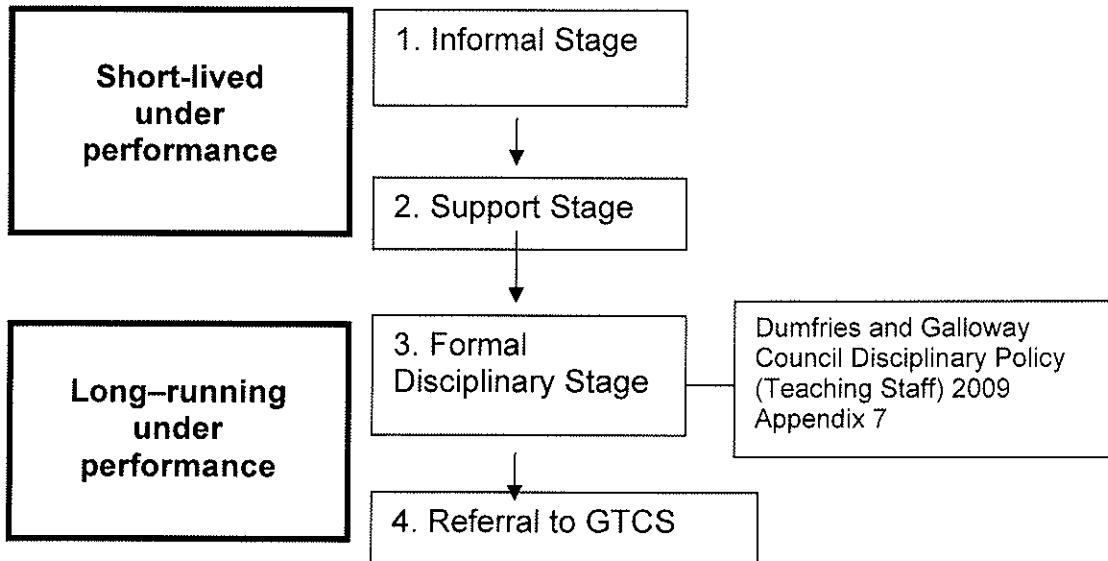 Short-lived
under
performance
1. Informal Stage
2. Support Stage
Long–running
under
performance
3. Formal
Disciplinary Stage
Dumfries and Galloway
Council Disciplinary Policy
(Teaching Staff) 2009
Appendix 7
4. Referral to GTCS